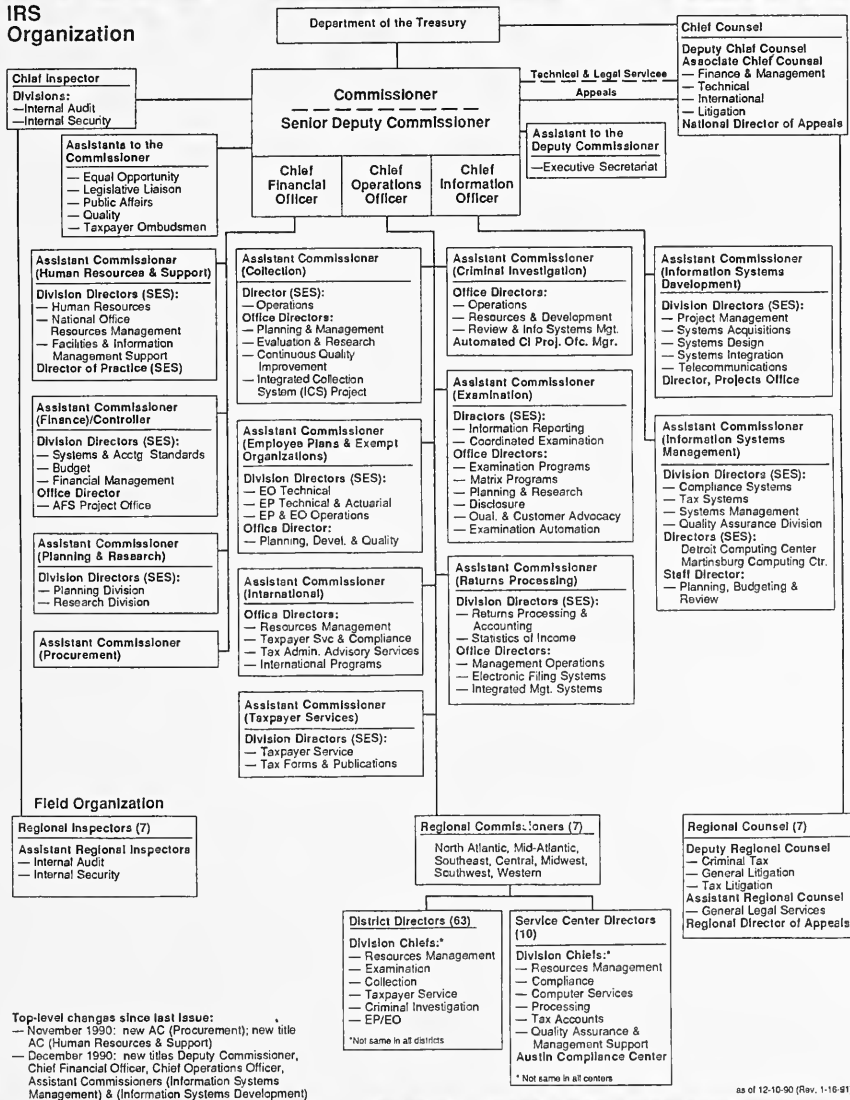 IRS
Organization
Department of the Treasury
Chief Counsel
Deputy Chief Counsel
Associate Chief Counsel
— Finance & Management
— Technical
— International
— Litigation
National Director of Appeals
Chief Inspector
Divisions:
—Internal Audit
—Internal Security
Commissioner
Senior Deputy Commissioner
Technical & Legal Services
Appeals
Assistants to the
Commissioner
— Equal Opportunity
— Legislative Liaison
— Public Affairs
— Quality
— Taxpayer Ombudsman
Assistant to the
Deputy Commissioner
—Executive Secretariat
Chief
Financial
Officer
Chief
Operations
Officer
Chief
Information
Officer
Assistant Commissioner
(Human Resources & Support)
Division Directors (SES):
— Human Resources
— National Office
Resources Management
— Facilities & Information
Management Support
Director of Practice (SES)
Assistant Commissioner
(Finance)/Controller
Division Directors (SES):
— Systems & Acctg Standards
— Budget
— Financial Management
Office Director
— AFS Project Office
Assistant Commissioner
(Planning & Research)
Division Directors (SES):
— Planning Division
— Research Division
Assistant Commissioner
(Procurement)
Assistant Commissioner
(Collection)
Director (SES):
— Operations
Office Directors:
— Planning & Management
— Evaluation & Research
— Continuous Quality
Improvement
— Integrated Collection
System (ICS) Project
Assistant Commissioner
(Employee Plans & Exempt
Organizations)
Division Directors (SES):
— EO Technical
— EP Technical & Actuarial
— EP & EO Operations
Office Director:
— Planning, Devel. & Quality
Assistant Commissioner
(International)
Office Directors:
— Resources Management
— Taxpayer Svc & Compliance
— Tax Admin. Advisory Services
— International Programs
Assistant Commissioner
(Taxpayer Services)
Division Directors (SES):
— Taxpayer Service
— Tax Forms & Publications
Assistant Commissioner
(Criminal Investigation)
Office Directors:
— Operations
— Resources & Development
— Review & Info Systems Mgt.
Automated CI Proj. Ofc. Mgr.
Assistant Commissioner
(Examination)
Directors (SES):
— Information Reporting
— Coordinated Examination
Office Directors:
— Examination Programs
— Matrix Programs
— Planning & Research
— Disclosure
— Qual. & Customer Advocacy
— Examination Automation
Assistant Commissioner
(Returns Processing)
Division Directors (SES):
— Returns Processing &
Accounting
— Statistics of Income
Office Directors:
— Management Operations
— Electronic Filing Systems
— Integrated Mgt. Systems
Assistant Commissioner
(Information Systems
Development)
Division Directors (SES):
— Project Management
— Systems Acquisitions
— Systems Design
— Systems Integration
— Telecommunications
Director, Projects Office
Assistant Commissioner
(Information Systems
Management)
Division Directors (SES):
— Compliance Systems
— Tax Systems
— Systems Management
— Quality Assurance Division
Directors (SES):
Detroit Computing Center
Martinsburg Computing Ctr.
Staff Director:
— Planning, Budgeting &
Review
Field Organization
Regional Inspectors (7)
Assistant Regional Inspectors
— Internal Audit
— Internal Security
Regional Commissioners (7)
North Atlantic, Mid-Atlantic,
Southeast, Central, Midwest,
Southwest, Western
Regional Counsel (7)
Deputy Regional Counsel
— Criminal Tax
— General Litigation
— Tax Litigation
Assistant Regional Counsel
— General Legal Services
Regional Director of Appeals
District Directors (63)
Division Chiefs:*
— Resources Management
— Examination
— Collection
— Taxpayer Service
— Criminal Investigation
— EP/EO
*Not same in all districts
Service Center Directors
(10)
Division Chiefs:*
— Resources Management
— Compliance
— Computer Services
— Processing
— Tax Accounts
— Quality Assurance &
Management Support
Austin Compliance Center
* Not same in all centers
Top-level changes since last issue:
— November 1990: new AC (Procurement); new title
AC (Human Resources & Support)
— December 1990: new titles Deputy Commissioner,
Chief Financial Officer, Chief Operations Officer,
Assistant Commissioners (Information Systems
Management) & (Information Systems Development)
as of 12-10-90 (Rev. 1-16-91)